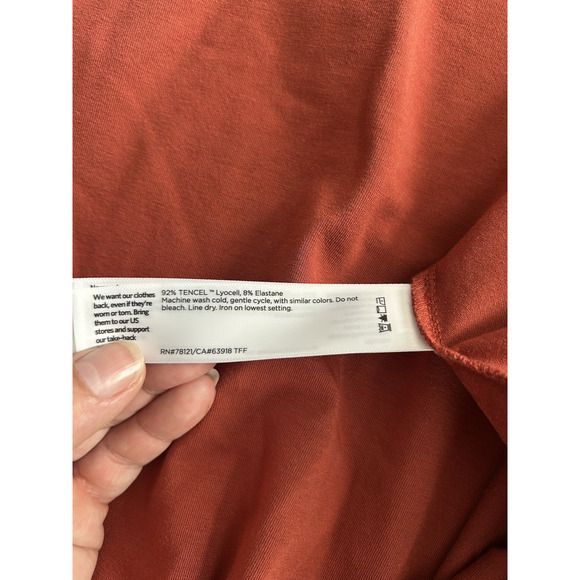 We want our clothes
back, even if they're
worn or torn. Bring
them to our US
stores and support
our take-back
92% TENCEL™ Lyocell, 8% Elastane
Machine wash cold, gentle cycle, with similar colors. Do not
bleach. Line dry. Iron on lowest setting.
RN#78121/CA#63918 TFF